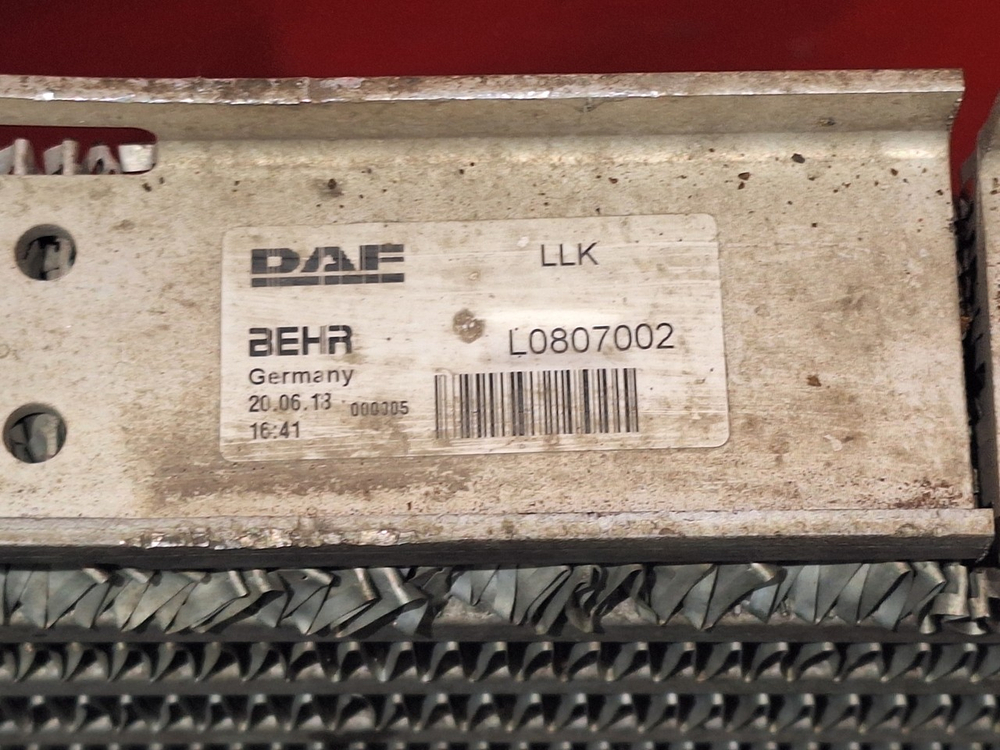 DAF
LLK
BEHR
L0807002
Germany
20.06.13 000005
16:41